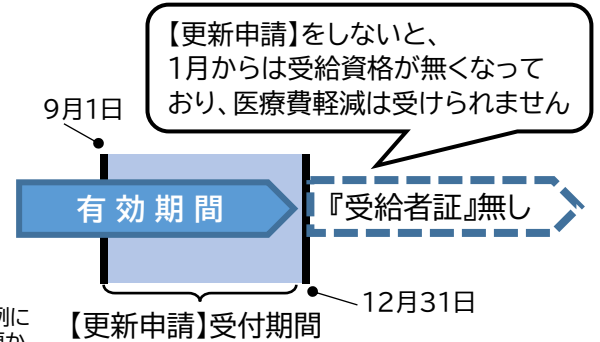 【更新申請】をしないと、
1月からは受給資格が無くなって
おり、医療費軽減は受けられません
9月1日
有効期間
『受給者証』無し
12月31日
例に
【更新申請】受付期間